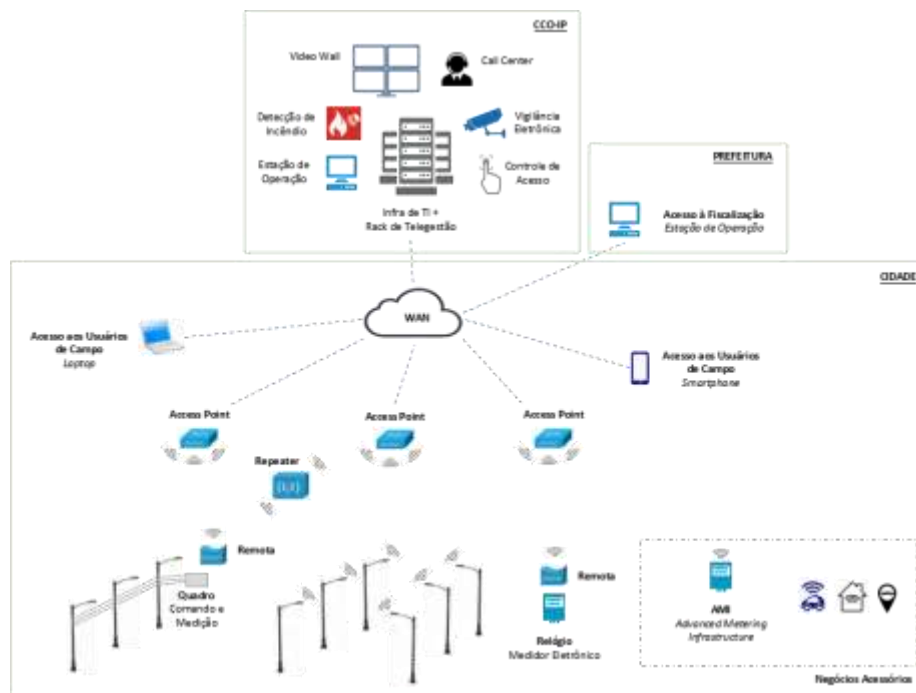 CCO-IP
Video Wall
Call Center
Detecção de
Incêndio
Vigilância
Eletrônica
Estação de
Operação
Controle de
Acesso
Infra de TI +
Rack de Telegestão
PREFEITURA
Acesso à Fiscalização
Estação de Operação
CIDADE
WAN
Acesso aos Usuários
de Campo
Laptop
Acesso aos Usuários
de Campo
Smartphone
Access Point
Access Point
Access Point
Repeater
Remota
Quadro
Comando e
Medição
Remota
Relógio
Medidor Eletrônico
AMI
Advanced Metering
Infrastructure
Negócios Acessórios